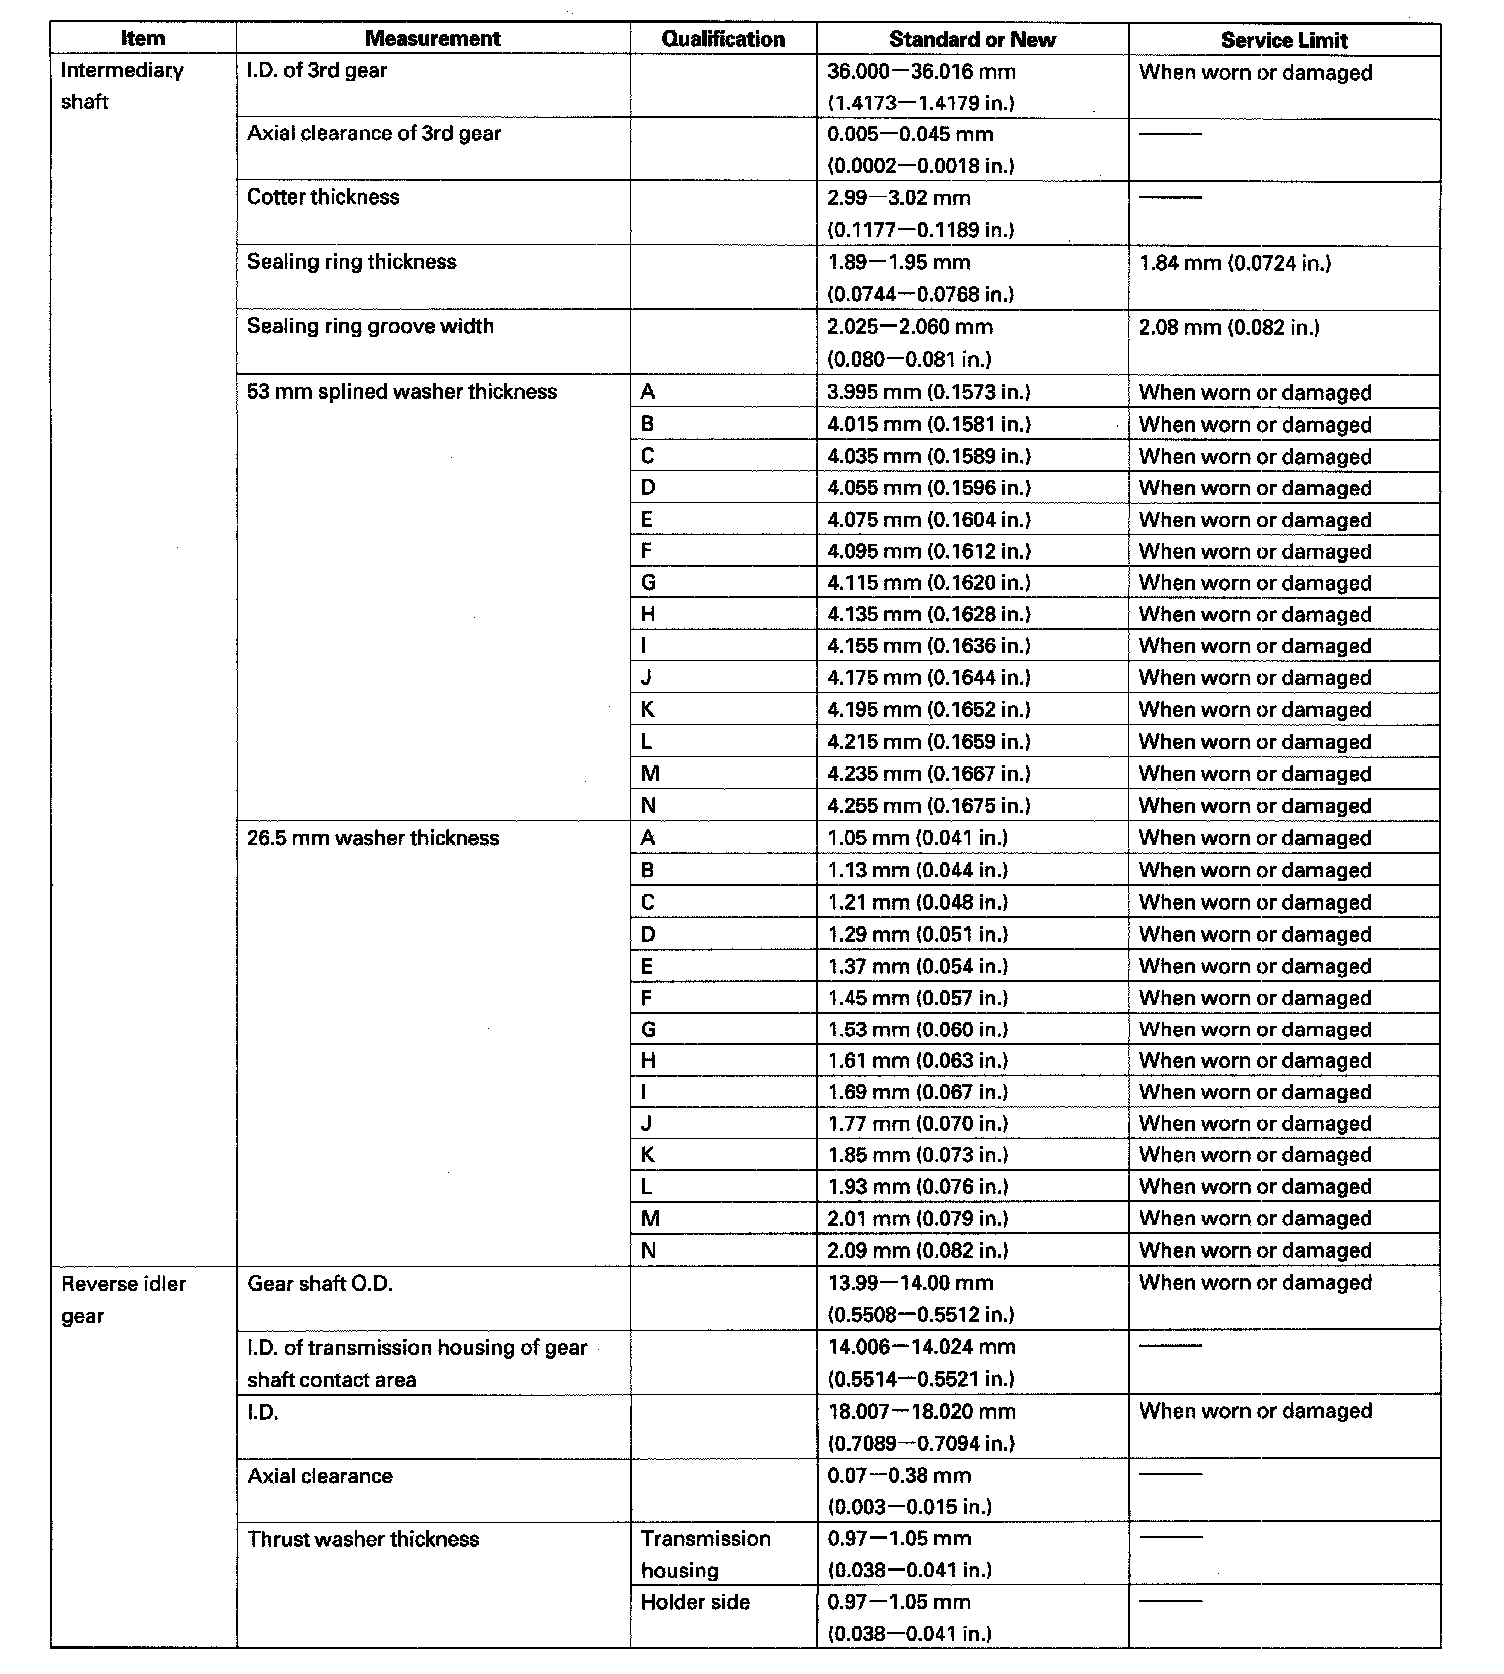 Item Measurement Qualification Standard or New Service Limit
Intermediary I.D. of 3rd gear 36.000—36.016 mm When worn or damaged
shaft (1.4173—1.4179 in.)
Axial clearance of 3rd gear 0.005—0.045 mm ——
(0.0002—0.0018 in.)
Cotter thickness 2.99—3.02 mm ——
(0.1177—0.1189 in.)
Sealing ring thickness 1.89—1.95 mm 1.84 mm (0.0724 in.)
(0.0744—0.0768 in.)
Sealing ring groove width 2.025—2.060 mm 2.08 mm (0.082 in.)
(0.080—0.081 in.)
53 mm splined washer thickness A 3.995 mm (0.1573 in.) When worn or damaged
B 4.015 mm (0.1581 in.) When worn or damaged
C 4.035 mm (0.1589 in.) When worn or damaged
D 4.055 mm (0.1596 in.) When worn or damaged
E 4.075 mm (0.1604 in.) When worn or damaged
F 4.095 mm (0.1612 in.) When worn or damaged
G 4.115 mm (0.1620 in.) When worn or damaged
H 4.135 mm (0.1628 in.) When worn or damaged
I 4.155 mm (0.1636 in.) When worn or damaged
J 4.175 mm (0.1644 in.) When worn or damaged
K 4.195 mm (0.1652 in.) When worn or damaged
L 4.215 mm (0.1659 in.) When worn or damaged
M 4.235 mm (0.1667 in.) When worn or damaged
N 4.255 mm (0.1675 in.) When worn or damaged
26.5 mm washer thickness A 1.05 mm (0.041 in.) When worn or damaged
B 1.13 mm (0.044 in.) When worn or damaged
C 1.21 mm (0.048 in.) When worn or damaged
D 1.29 mm (0.051 in.) When worn or damaged
E 1.37 mm (0.054 in.) When worn or damaged
F 1.45 mm (0.057 in.) When worn or damaged
G 1.53 mm (0.060 in.) When worn or damaged
H 1.61 mm (0.063 in.) When worn or damaged
I 1.69 mm (0.067 in.) When worn or damaged
J 1.77 mm (0.070 in.) When worn or damaged
K 1.85 mm (0.073 in.) When worn or damaged
L 1.93 mm (0.076 in.) When worn or damaged
M 2.01 mm (0.079 in.) When worn or damaged
N 2.09 mm (0.082 in.) When worn or damaged
Reverse idler Gear shaft O.D. 13.99—14.00 mm When worn or damaged
gear (0.5508—0.5512 in.)
I.D. of transmission housing of gear 14.006—14.024 mm ——
shaft contact area (0.5514—0.5521 in.)
I.D. 18.007—18.020 mm When worn or damaged
(0.7089—0.7094 in.)
Axial clearance 0.07—0.38 mm ——
(0.003—0.015 in.)
Thrust washer thickness Transmission 0.97—1.05 mm ——
housing (0.038—0.041 in.)
Holder side 0.97—1.05 mm ——
(0.038—0.041 in.)